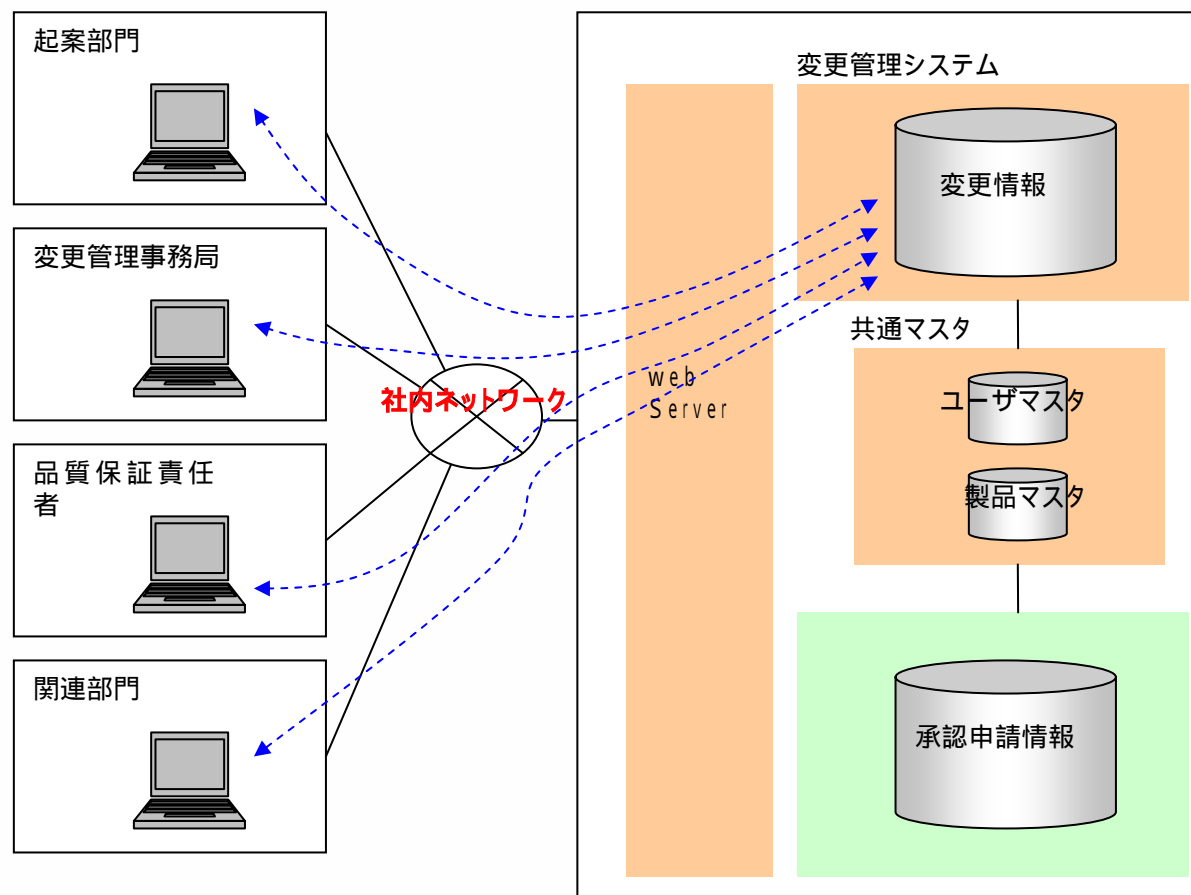 起案部門
変更管理事務局
品質保証責任
者
関連部門
社内ネットワーク
web
Server
変更管理システム
変更情報
共通マスタ
ユーザマスタ
製品マスタ
承認申請情報